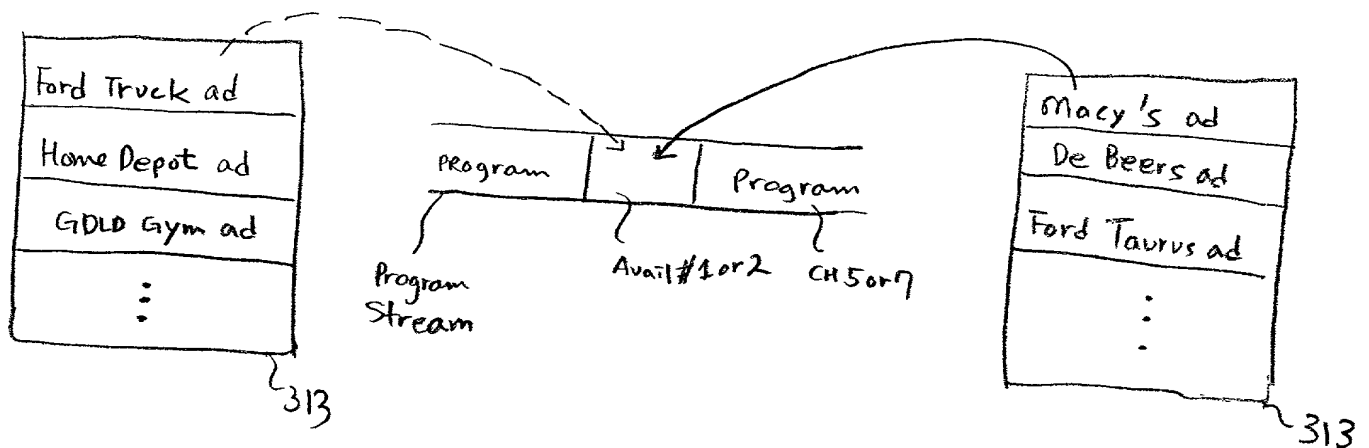 Ford Truck ad
Home Depot ad
GOLD Gym ad
313
PROgram
Program
Program
Stream
Avail #1 or 2
CH 5 or 7
Macy's ad
De Beers ad
Ford Taurus ad
313